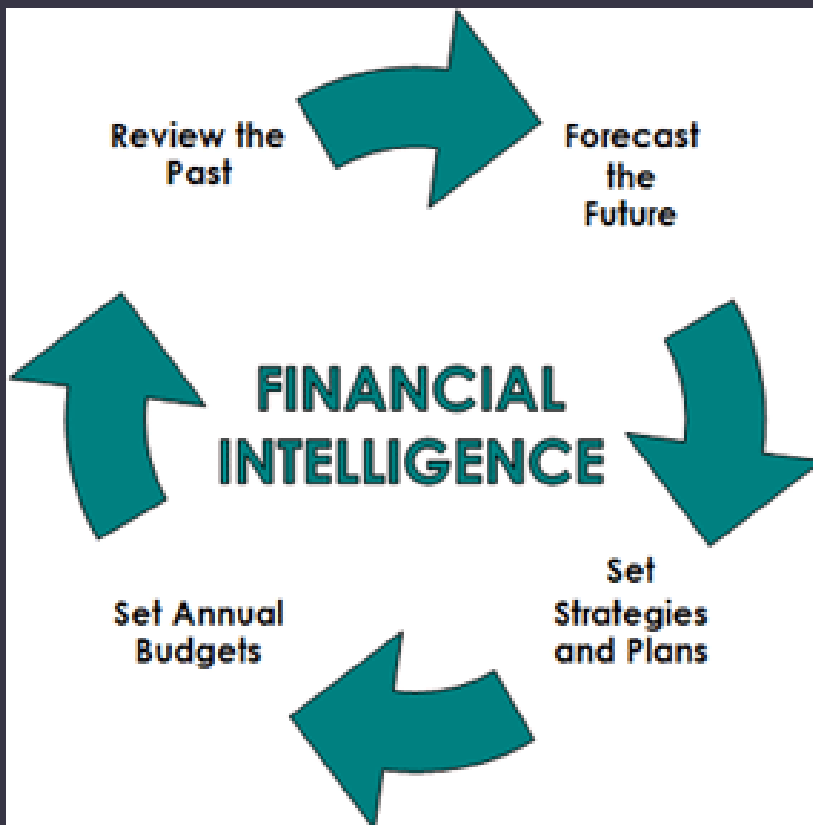 Review the
Past
Forecast
the
Future
FINANCIAL
INTELLIGENCE
Set
Strategies
and Plans
Set Annual
Budgets